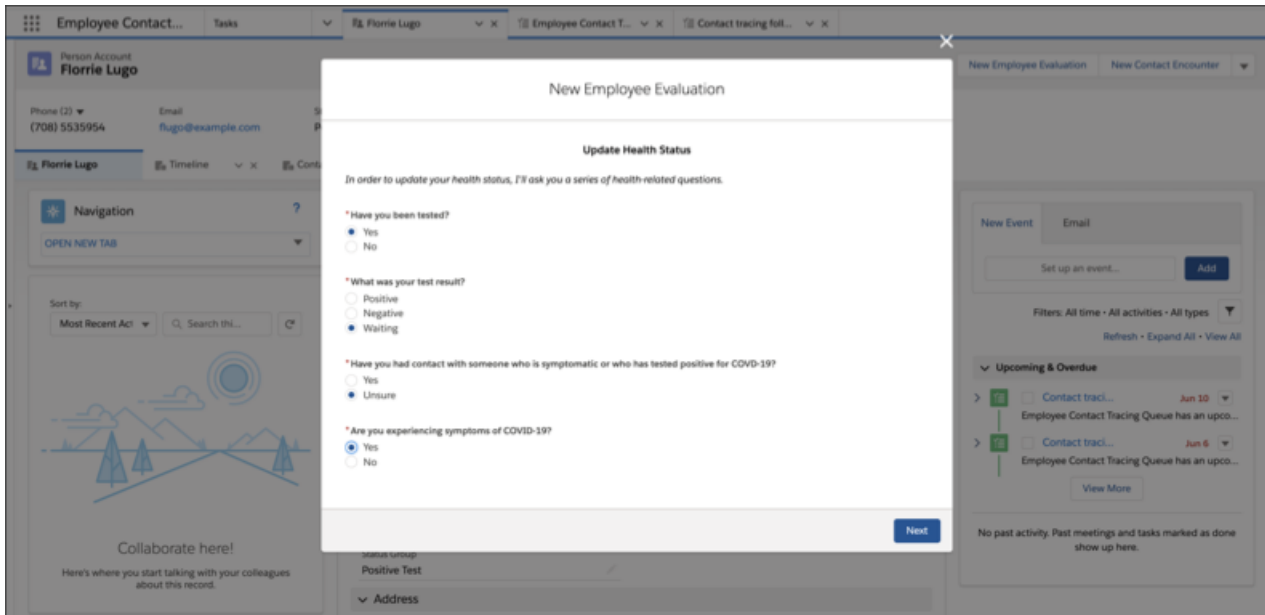 Employee Contact... Tasks Florrie Lugo Employee Contact T... Contact tracing foll...
Person Account
Florrie Lugo
New Employee Evaluation New Contact Encounter
Phone (2) Email
(708) 5535954 flugo@example.com
Florrie Lugo Timeline Conta
Navigation ?
OPEN NEW TAB
Sort by:
Most Recent Act Search thi...
Collaborate here!
Here's where you start talking with your colleagues
about this record.
New Employee Evaluation
Update Health Status
In order to update your health status, I'll ask you a series of health-related questions.
*Have you been tested?
Yes
No
*What was your test result?
Positive
Negative
Waiting
*Have you had contact with someone who is symptomatic or who has tested positive for COVD-19?
Yes
Unsure
*Are you experiencing symptoms of COVID-19?
Yes
No
Next
Status Group
Positive Test
Address
New Event Email
Set up an event... Add
Filters: All time • All activities • All types
Refresh • Expand All • View All
Upcoming & Overdue
Contact traci... Jun 10
Employee Contact Tracing Queue has an upco...
Contact traci... Jun 6
Employee Contact Tracing Queue has an upco...
View More
No past activity. Past meetings and tasks marked as done
show up here.